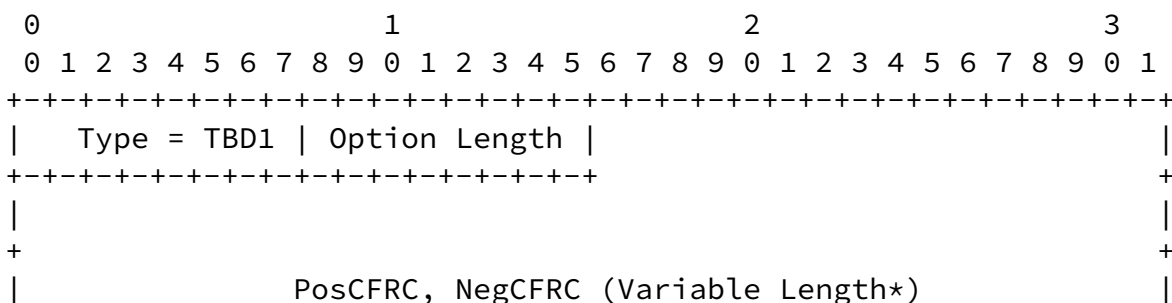 0                   1                   2                   3
 0 1 2 3 4 5 6 7 8 9 0 1 2 3 4 5 6 7 8 9 0 1 2 3 4 5 6 7 8 9 0 1
+-+-+-+-+-+-+-+-+-+-+-+-+-+-+-+-+-+-+-+-+-+-+-+-+-+-+-+-+-+-+-+-+
|   Type = TBD1 | Option Length |                               |
+-+-+-+-+-+-+-+-+-+-+-+-+-+-+-+-+                               +
|                                                               |
+                                                               +
|               PosCFRC, NegCFRC (Variable Length*)             |